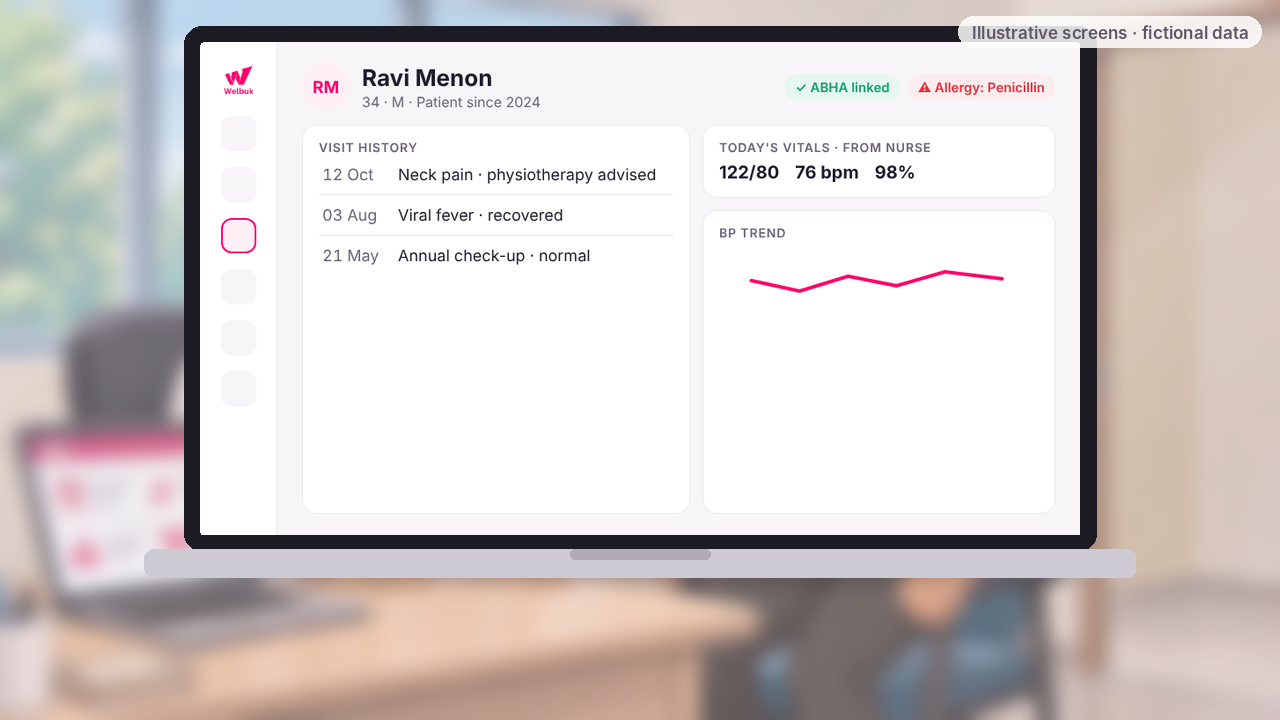 Illustrative screens · fictional data
Welbuk
RM
Ravi Menon
34 · M · Patient since 2024
✓ ABHA linked
⚠ Allergy: Penicillin
VISIT HISTORY
12 Oct Neck pain · physiotherapy advised
03 Aug Viral fever · recovered
21 May Annual check-up · normal
TODAY'S VITALS · FROM NURSE
122/80 76 bpm 98%
BP TREND